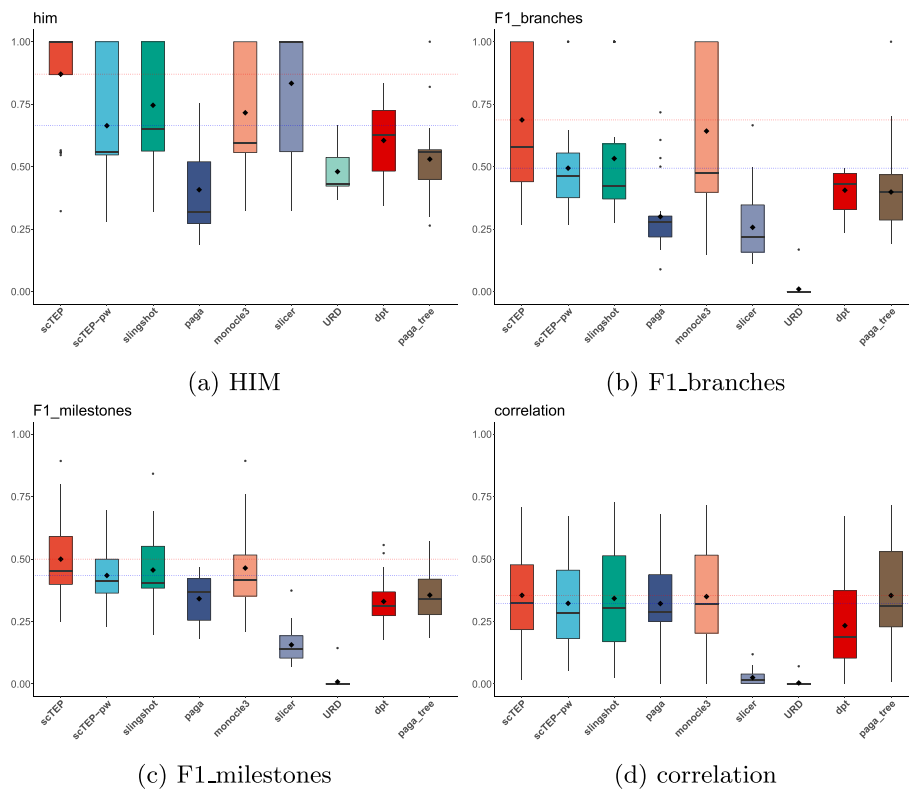 him
1.00
0.75
0.50
0.25
0.00
scTEP
scTEP-pw
slingshot
paga
monocle3
slicer
URD
dpt
paga_tree
(a) HIM
F1_branches
1.00
0.75
0.50
0.25
0.00
scTEP
scTEP-pw
slingshot
paga
monocle3
slicer
URD
dpt
paga_tree
(b) F1_branches
F1_milestones
1.00
0.75
0.50
0.25
0.00
scTEP
scTEP-pw
slingshot
paga
monocle3
slicer
URD
dpt
paga_tree
(c) F1_milestones
correlation
1.00
0.75
0.50
0.25
0.00
scTEP
scTEP-pw
slingshot
paga
monocle3
slicer
URD
dpt
paga_tree
(d) correlation